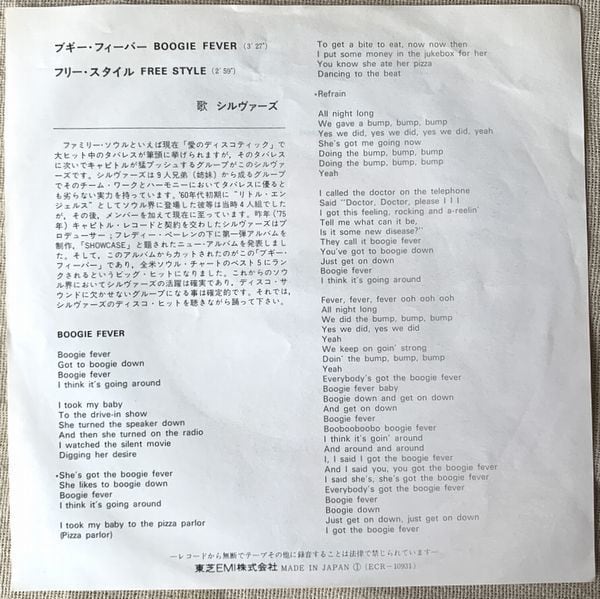 ブギー・フィーバー BOOGIE FEVER (3′27″)
フリー・スタイル FREE STYLE (2′59″)
歌 シルヴァーズ
ファミリー・ソウルといえば現在「愛のディスコティック」で
大ヒット中のタバレスが筆頭に挙げられますが、そのタバレス
に次いでキャピトルが猛プッシュするグループがこのシルヴァ
ーズです。シルヴァーズは9人兄弟(姉妹)から成るグループ
でそのチーム・ワークとハーモニーにおいてタバレスに優ると
も劣らない実力を持っています。'60年代初期に“リトル・エン
ジェルス”としてソウル界に登場した彼等は当時4人組でした
が、その後、メンバーを加えて現在に至っています。昨年('75
年)キャピトル・レコードと契約を交わしたシルヴァーズはプ
ロデューサー;フレディー・ペーレンの下に第一弾アルバムを
制作,「SHOWCASE」と題されたニュー・アルバムを発表しまし
た。そして、このアルバムからカットされたのがこの「ブギー・
フィーバー」であり、全米ソウル・チャートのベスト5にラン
クされるというビッグ・ヒットになりました。これからのソウ
ル界においてシルヴァーズの活躍は確実であり、ディスコ・サ
ウンドに欠かせないグループになる事は確定的です。それでは、
シルヴァーズのディスコ・ヒットを聴きながら踊って下さい。
BOOGIE FEVER
Boogie fever
Got to boogie down
Boogie fever
I think it's going around
I took my baby
To the drive-in show
She turned the speaker down
And then she turned on the radio
I watched the silent movie
Digging her desire
*She's got the boogie fever
She likes to boogie down
Boogie fever
I think it's going around
I took my baby to the pizza parlor
(Pizza parlor)
To get a bite to eat, now now then
I put some money in the jukebox for her
You know she ate her pizza
Dancing to the beat
*Refrain
All night long
We gave a bump, bump, bump
Yes we did, yes we did, yes we did, yeah
She's got me going now
Doing the bump, bump, bump
Doing the bump, bump, bump
Yeah
I called the doctor on the telephone
Said “Doctor, Doctor, please I I I
I got this feeling, rocking and a-reelin'
Tell me what can it be,
Is it some new disease?”
They call it boogie fever
You've got to boogie down
Just get on down
Boogie fever
I think it's going around
Fever, fever, fever ooh ooh ooh
All night long
We did the bump, bump, bump
Yes we did, yes we did
Yeah
We keep on goin' strong
Doin' the bump, bump, bump
Yeah
Everybody's got the boogie fever
Boogie fever baby
Boogie down and get on down
And get on down
Boogie fever
Boobooboobo boogie fever
I think it's goin' around
And around and around
I, I said I got the boogie fever
And I said you, you got the boogie fever
I said she's, she's got the boogie fever
Everybody's got the boogie fever
Boogie fever
Boogie down
Just get on down, just get on down
I got the boogie fever
—レコードから無断でテープその他に録音することは法律で禁じられています—
東芝EMI株式会社 MADE IN JAPAN ① (ECR-10931)